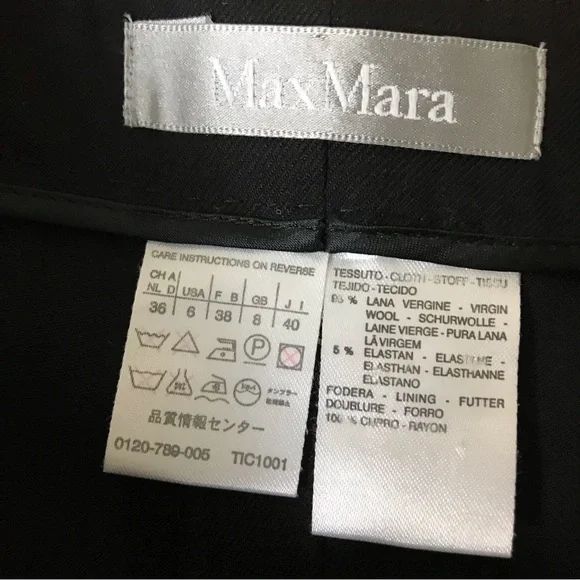 MaxMara
CARE INSTRUCTIONS ON REVERSE
CH A
NL D USA F B GB J I
36 6 38 8 40
P
品質情報センター
0120-789-005 TIC1001
TESSUTO - CLOTH - STOFF - TISSU
TEJIDO - TECIDO
95 % LANA VERGINE - VIRGIN
WOOL - SCHURWOLLE -
LAINE VIERGE - PURA LANA
LÂ VIRGEM
5 % ELASTAN - ELASTENE -
ELASTHAN - ELASTHANNE
ELASTANO
FODERA - LINING - FUTTER
DOUBLURE - FORRO
100 % CUPRO - RAYON